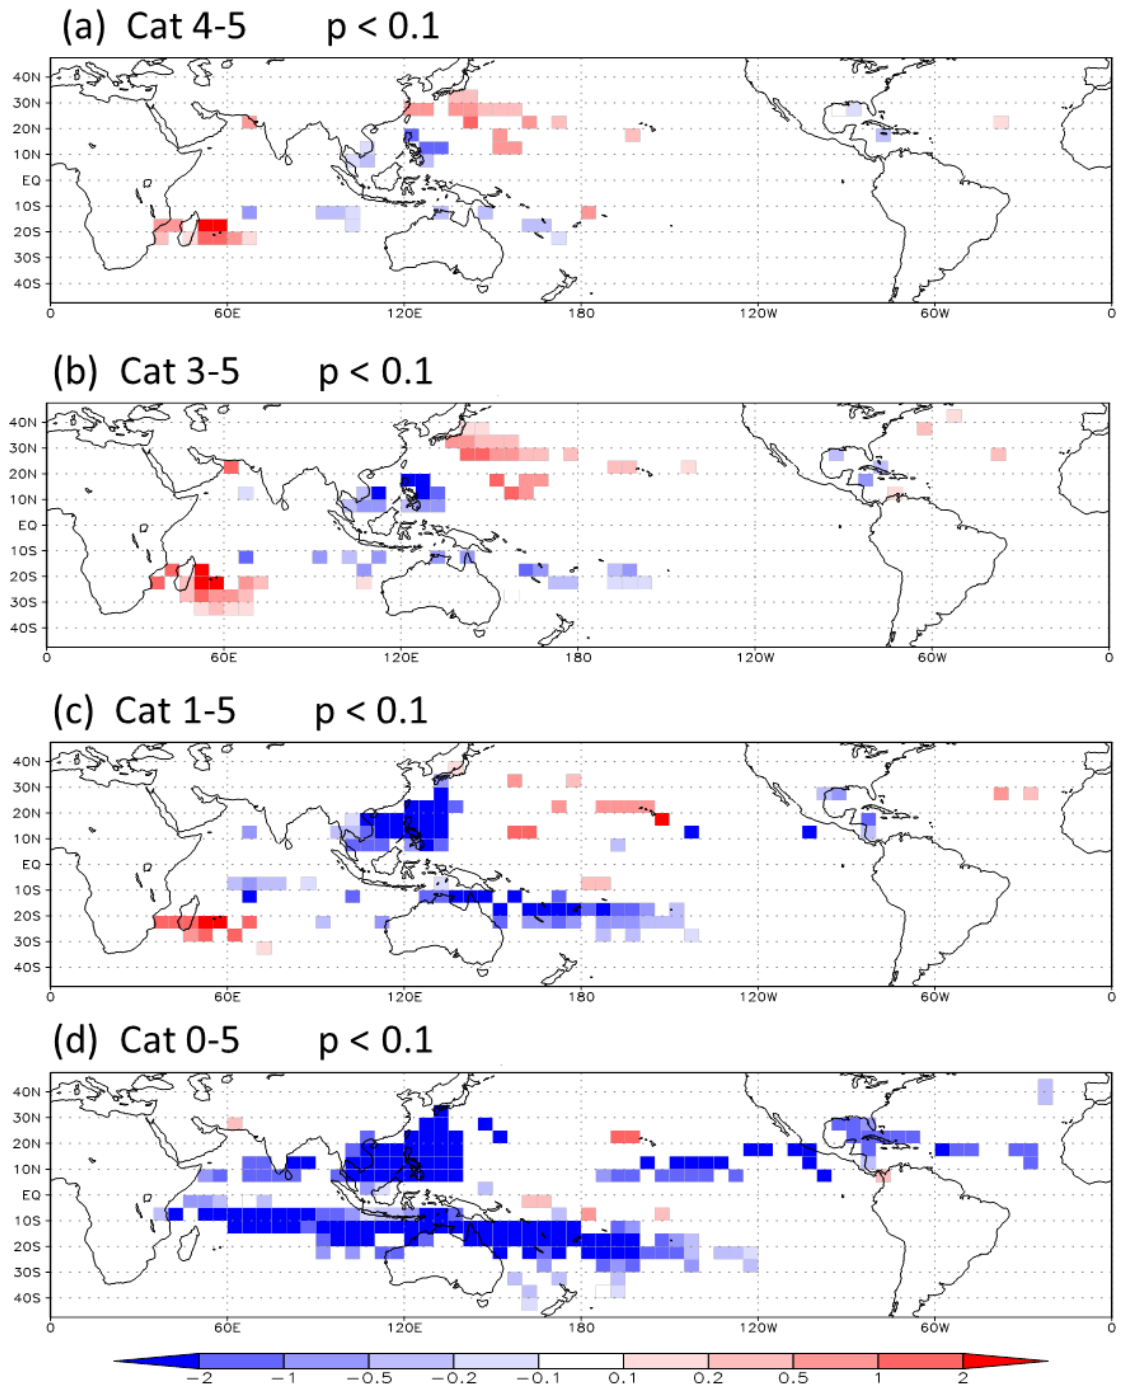 (a) Cat 4-5 p < 0.1
40N
30N
20N
10N
EQ
10S
20S
30S
40S
0 60E 120E 180 120W 60W 0
(b) Cat 3-5 p < 0.1
40N
30N
20N
10N
EQ
10S
20S
30S
40S
0 60E 120E 180 120W 60W 0
(c) Cat 1-5 p < 0.1
40N
30N
20N
10N
EQ
10S
20S
30S
40S
0 60E 120E 180 120W 60W 0
(d) Cat 0-5 p < 0.1
40N
30N
20N
10N
EQ
10S
20S
30S
40S
0 60E 120E 180 120W 60W 0
-2 -1 -0.5 -0.2 -0.1 0.1 0.2 0.5 1 2